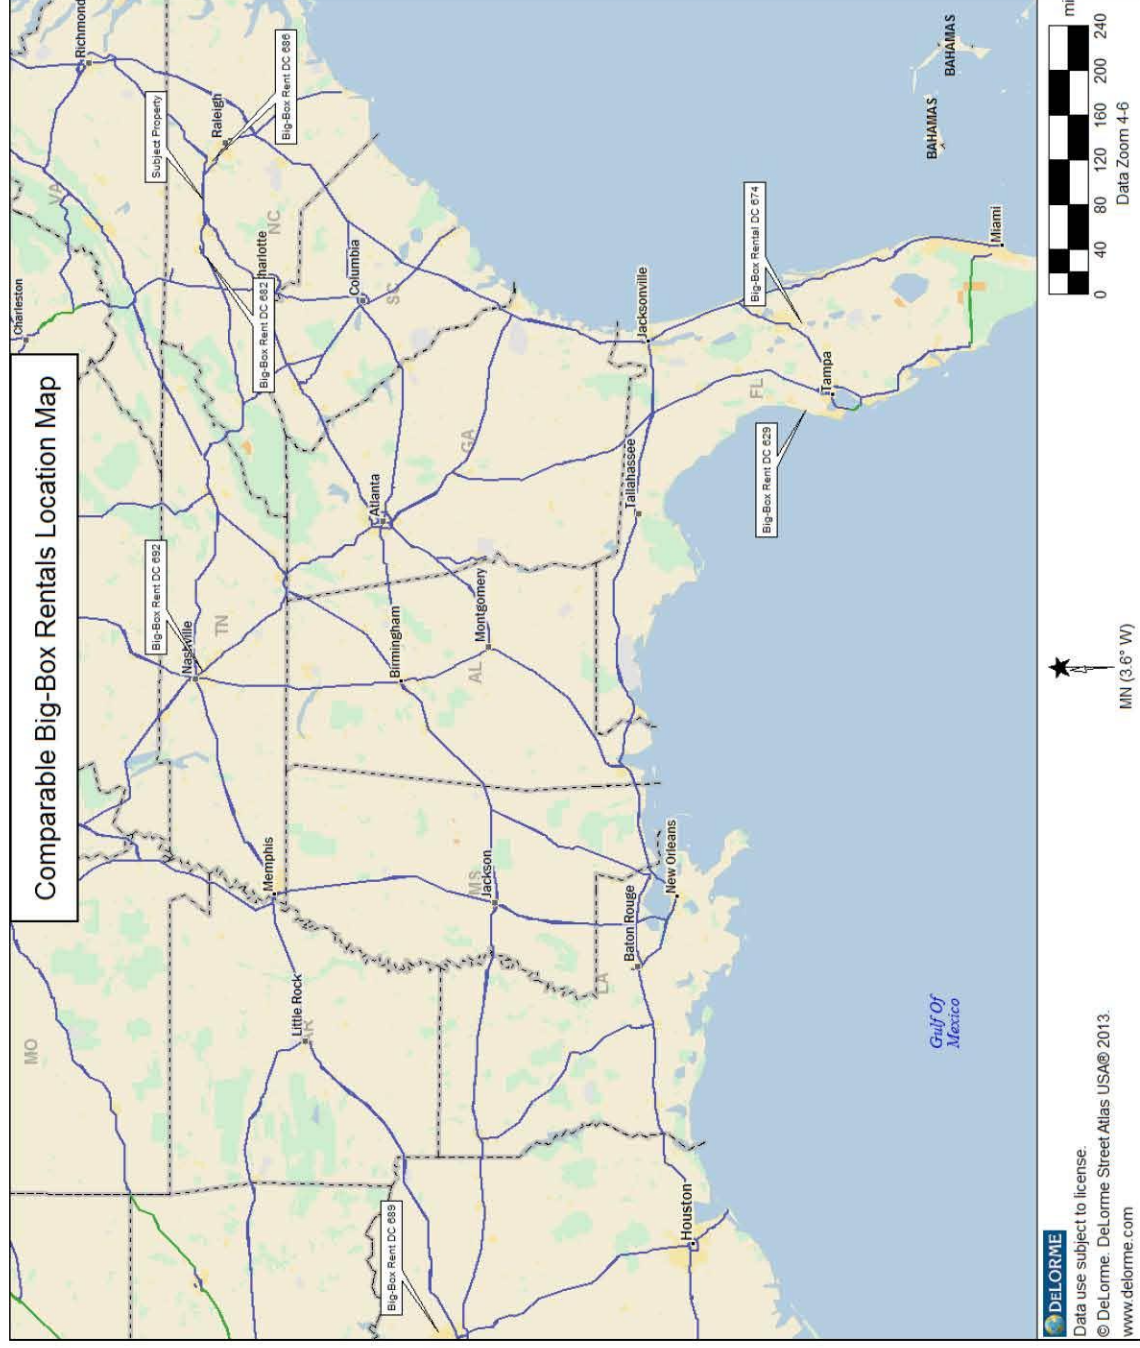 Comparable Big-Box Rentals Location Map
MO
Charleston
VA
Richmond
Big-Box Rent DC 692
Subject Property
Nashville
TN
Raleigh
Big-Box Rent DC 686
Memphis
Big-Box Rent DC 682
harlotte
NC
Little Rock
AR
Columbia
SC
Atlanta
Big-Box Rent DC 689
Birmingham
GA
MS
Jackson
AL
Montgomery
LA
Baton Rouge
Tallahassee
Jacksonville
New Orleans
Houston
FL
Big-Box Rent DC 629
Big-Box Rental DC 674
Tampa
Gulf Of
Mexico
Miami
BAHAMAS
BAHAMAS
DELORME
Data use subject to license.
© DeLorme. DeLorme Street Atlas USA® 2013.
www.delorme.com
MN (3.6° W)
mi
0 40 80 120 160 200 240
Data Zoom 4-6